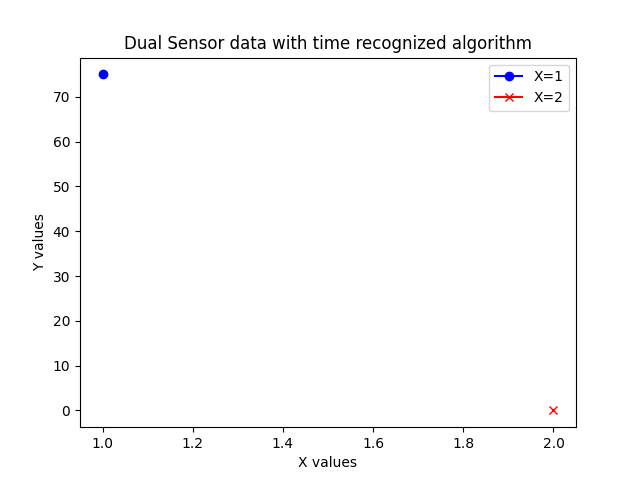 Dual Sensor data with time recognized algorithm
X=1
X=2
70
60
50
40
30
20
10
0
Y values
1.0 1.2 1.4 1.6 1.8 2.0
X values